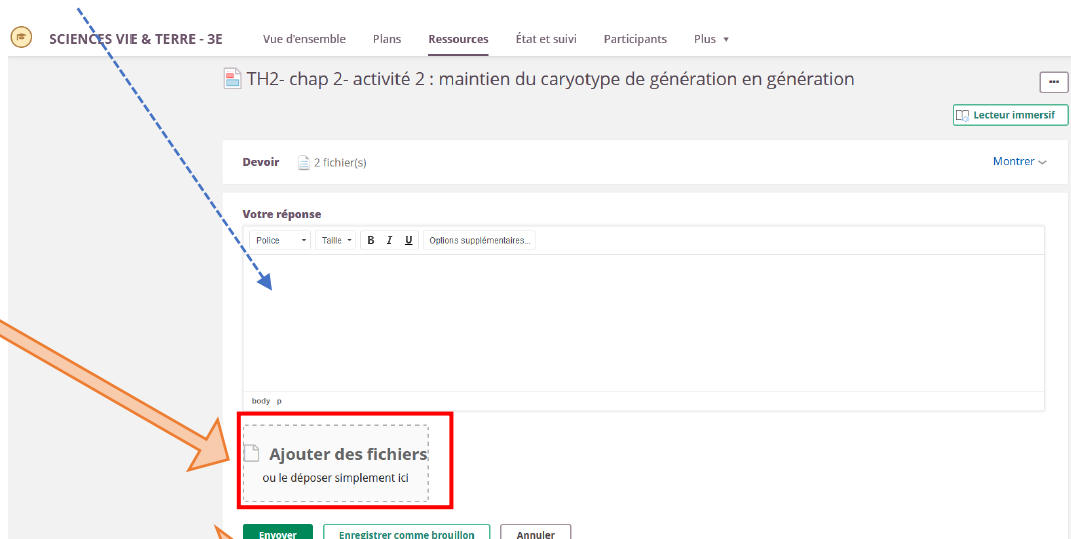 SCIENCES VIE & TERRE - 3E Vue d'ensemble Plans Ressources État et suivi Participants Plus
TH2- chap 2- activité 2 : maintien du caryotype de génération en génération
Lecteur immersif
Devoir 2 fichier(s) Montrer
Votre réponse
Police Taille B I U Options supplémentaires...
body p
Ajouter des fichiers
ou le déposer simplement ici
Envoyer Enregistrer comme brouillon Annuler